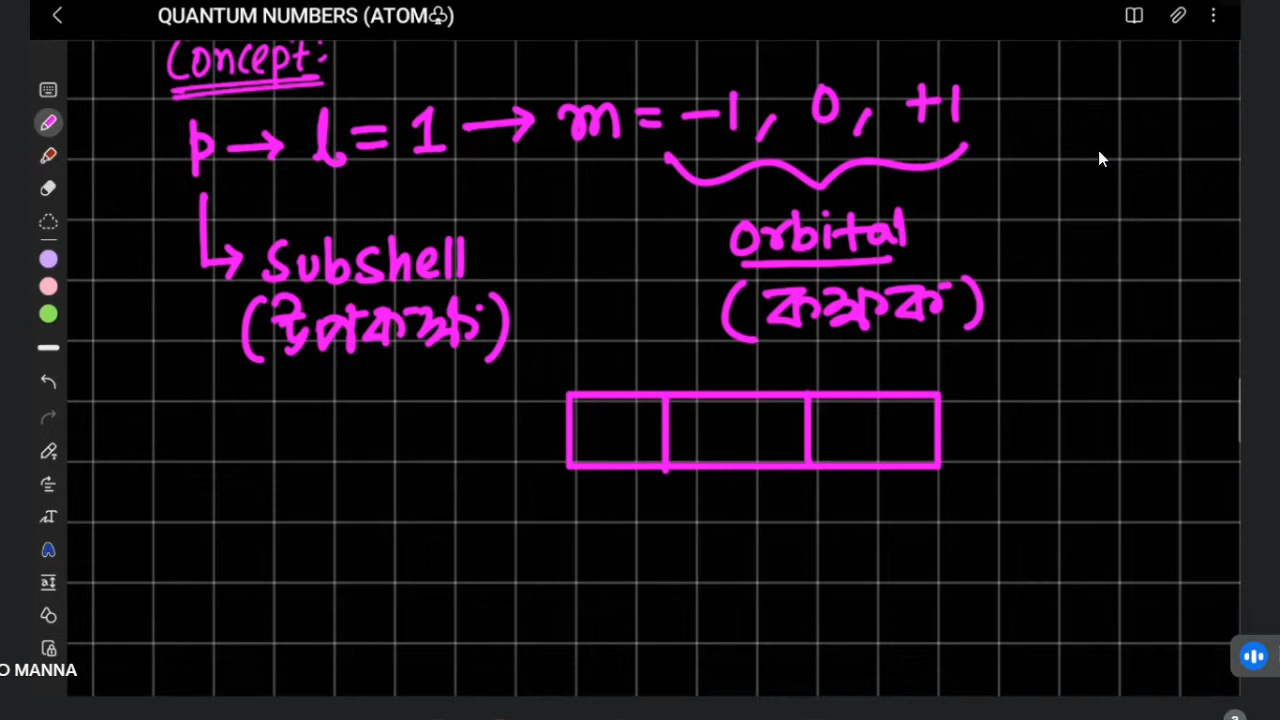 QUANTUM NUMBERS (ATOM♣)
Concept:
p → l = 1 → m = -1, 0, +1
Subshell
orbital
(উপকক্ষ)
(কক্ষক)
O MANNA